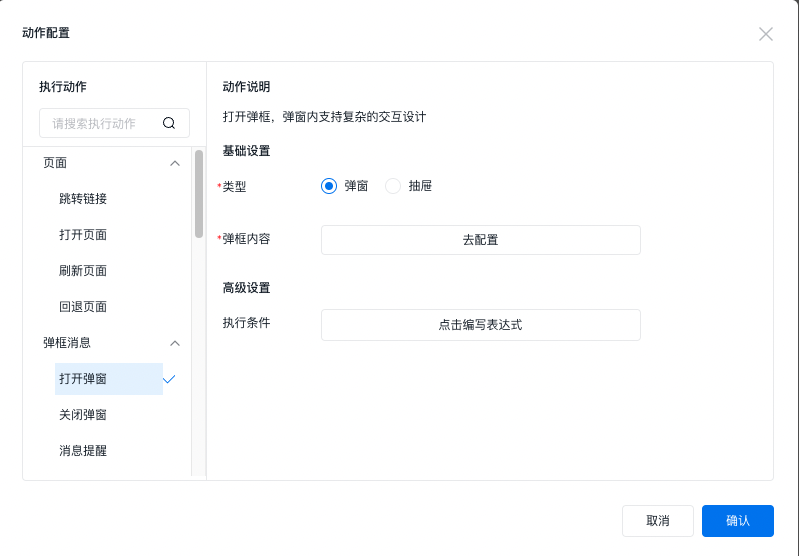 动作配置
执行动作
请搜索执行动作
页面
跳转链接
打开页面
刷新页面
回退页面
弹框消息
打开弹窗
关闭弹窗
消息提醒
动作说明
打开弹框，弹窗内支持复杂的交互设计
基础设置
*类型
弹窗
抽屉
*弹框内容
去配置
高级设置
执行条件
点击编写表达式
取消
确认